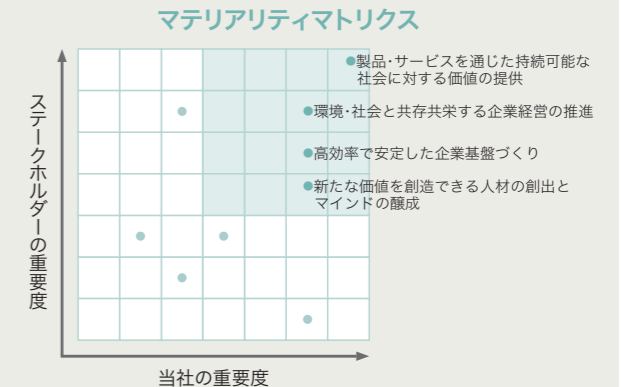 マテリアリティマトリクス
ステークホルダーの重要度
●製品・サービスを通じた持続可能な
社会に対する価値の提供
●環境・社会と共存共栄する企業経営の推進
●高効率で安定した企業基盤づくり
●新たな価値を創造できる人材の創出と
マインドの醸成
当社の重要度